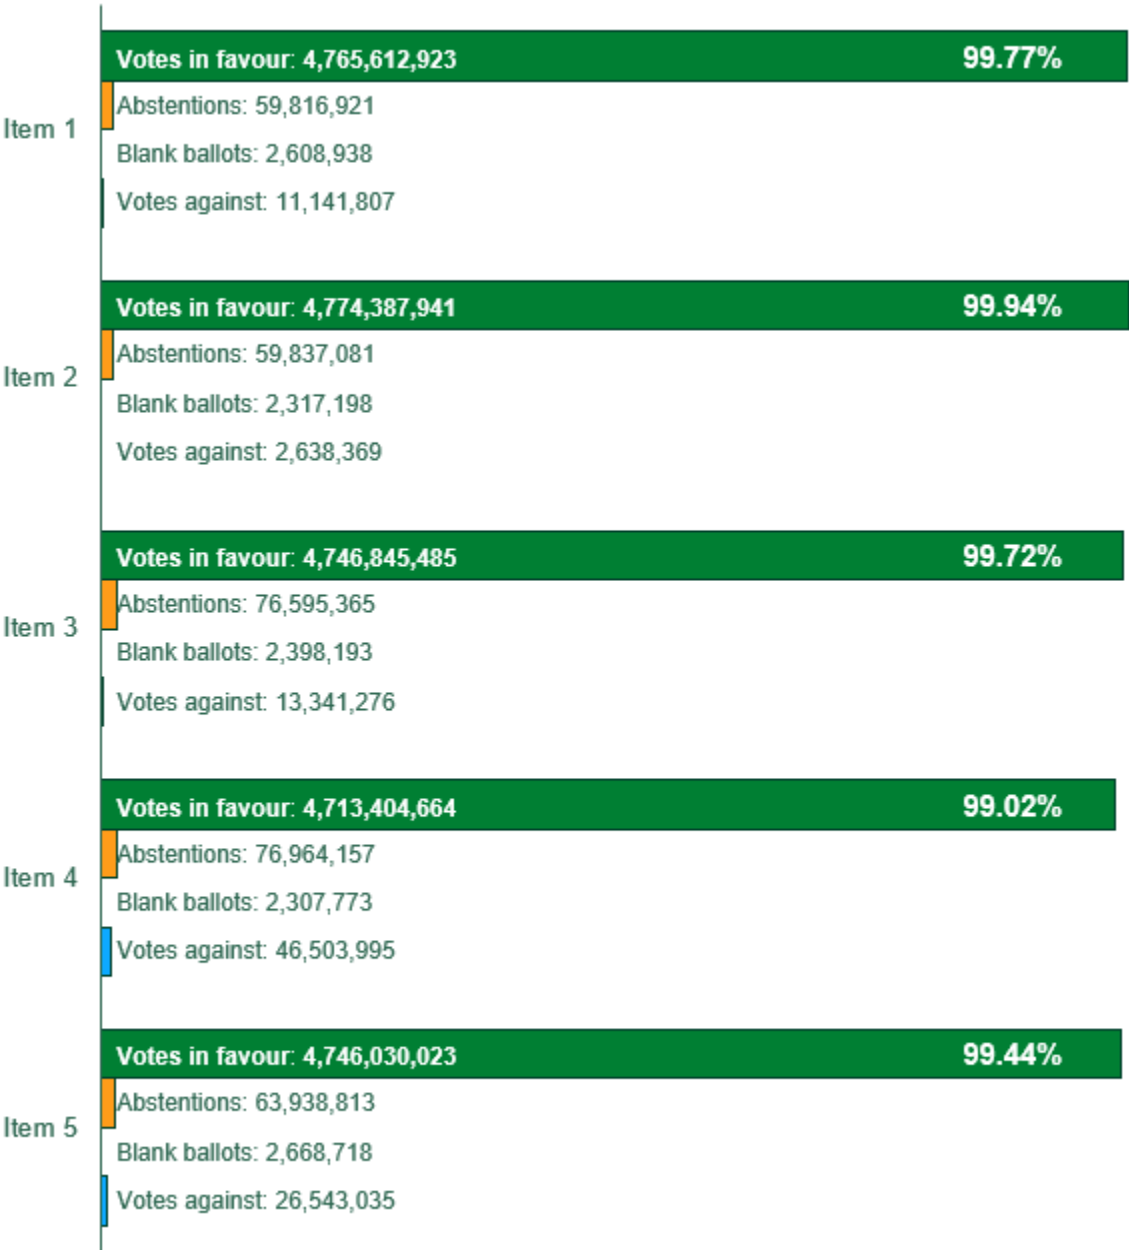 Votes in favour: 4,765,612,923 99.77%
Abstentions: 59,816,921
Item 1
Blank ballots: 2,608,938
Votes against: 11,141,807
Votes in favour: 4,774,387,941 99.94%
Abstentions: 59,837,081
Item 2
Blank ballots: 2,317,198
Votes against: 2,638,369
Votes in favour: 4,746,845,485 99.72%
Abstentions: 76,595,365
Item 3
Blank ballots: 2,398,193
Votes against: 13,341,276
Votes in favour: 4,713,404,664 99.02%
Abstentions: 76,964,157
Item 4
Blank ballots: 2,307,773
Votes against: 46,503,995
Votes in favour: 4,746,030,023 99.44%
Abstentions: 63,938,813
Item 5
Blank ballots: 2,668,718
Votes against: 26,543,035